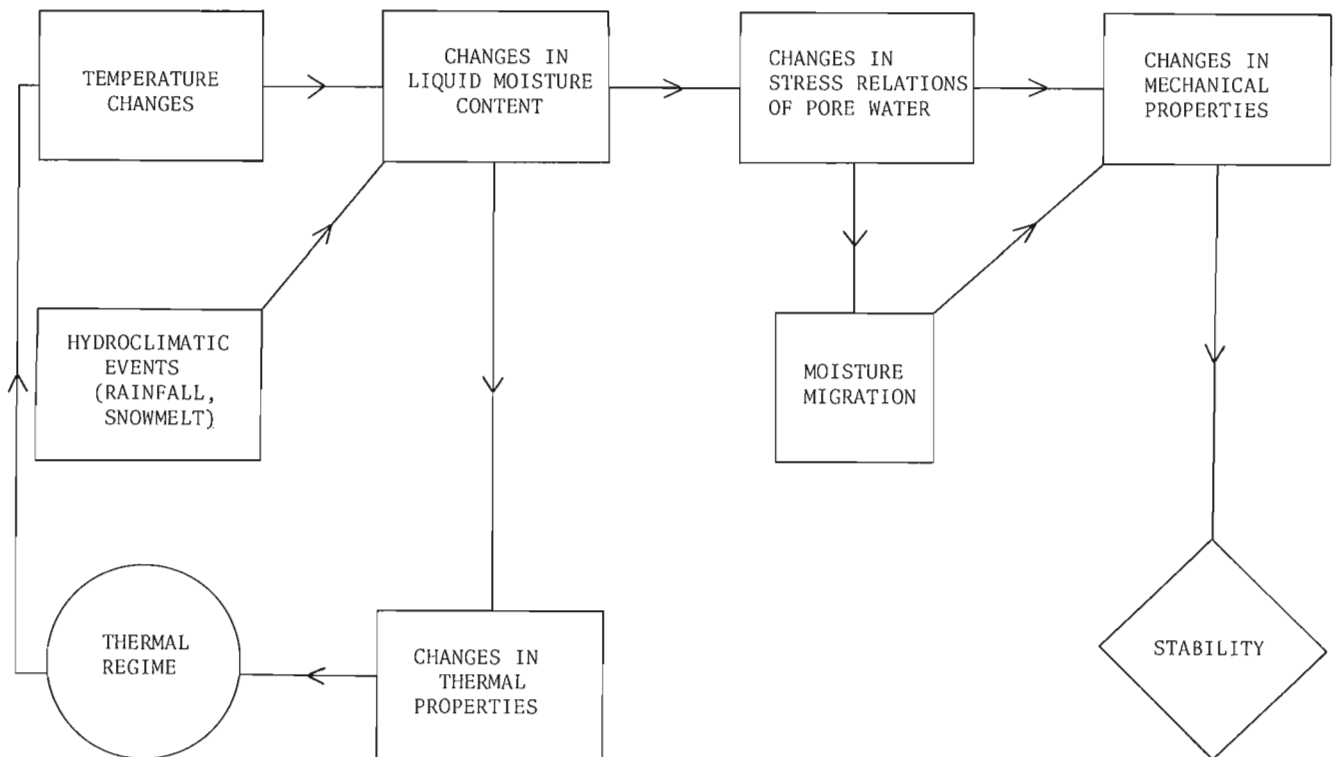 TEMPERATURE
CHANGES
CHANGES IN
LIQUID MOISTURE
CONTENT
CHANGES IN
STRESS RELATIONS
OF PORE WATER
CHANGES IN
MECHANICAL
PROPERTIES
HYDROCLIMATIC
EVENTS
(RAINFALL,
SNOWMELT)
MOISTURE
MIGRATION
THERMAL
REGIME
CHANGES IN
THERMAL
PROPERTIES
STABILITY